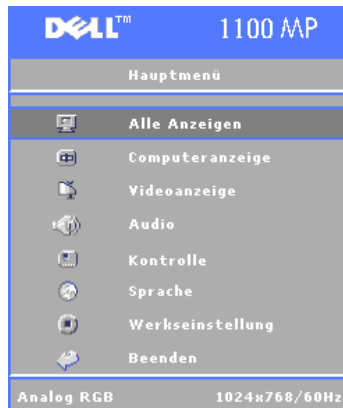 DELL™ 1100 MP
Hauptmenü
Alle Anzeigen
Computeranzeige
Videoanzeige
Audio
Kontrolle
Sprache
Werkseinstellung
Beenden
Analog RGB 1024x768/60Hz